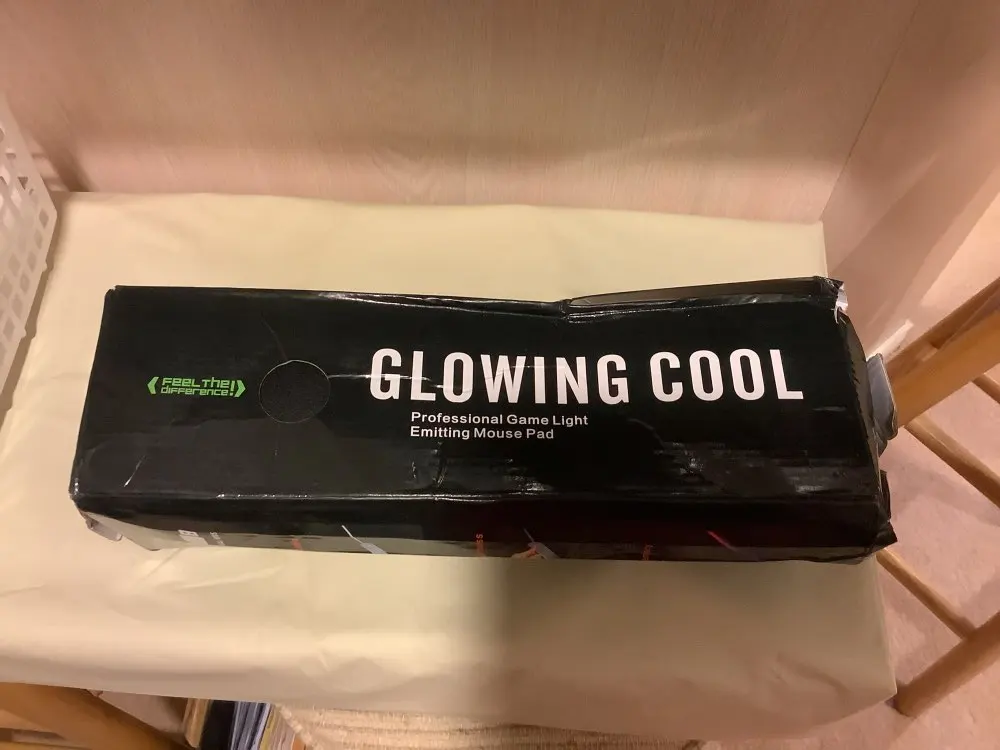 FEEL THE
DIFFERENCE!
GLOWING COOL
Professional Game Light
Emitting Mouse Pad